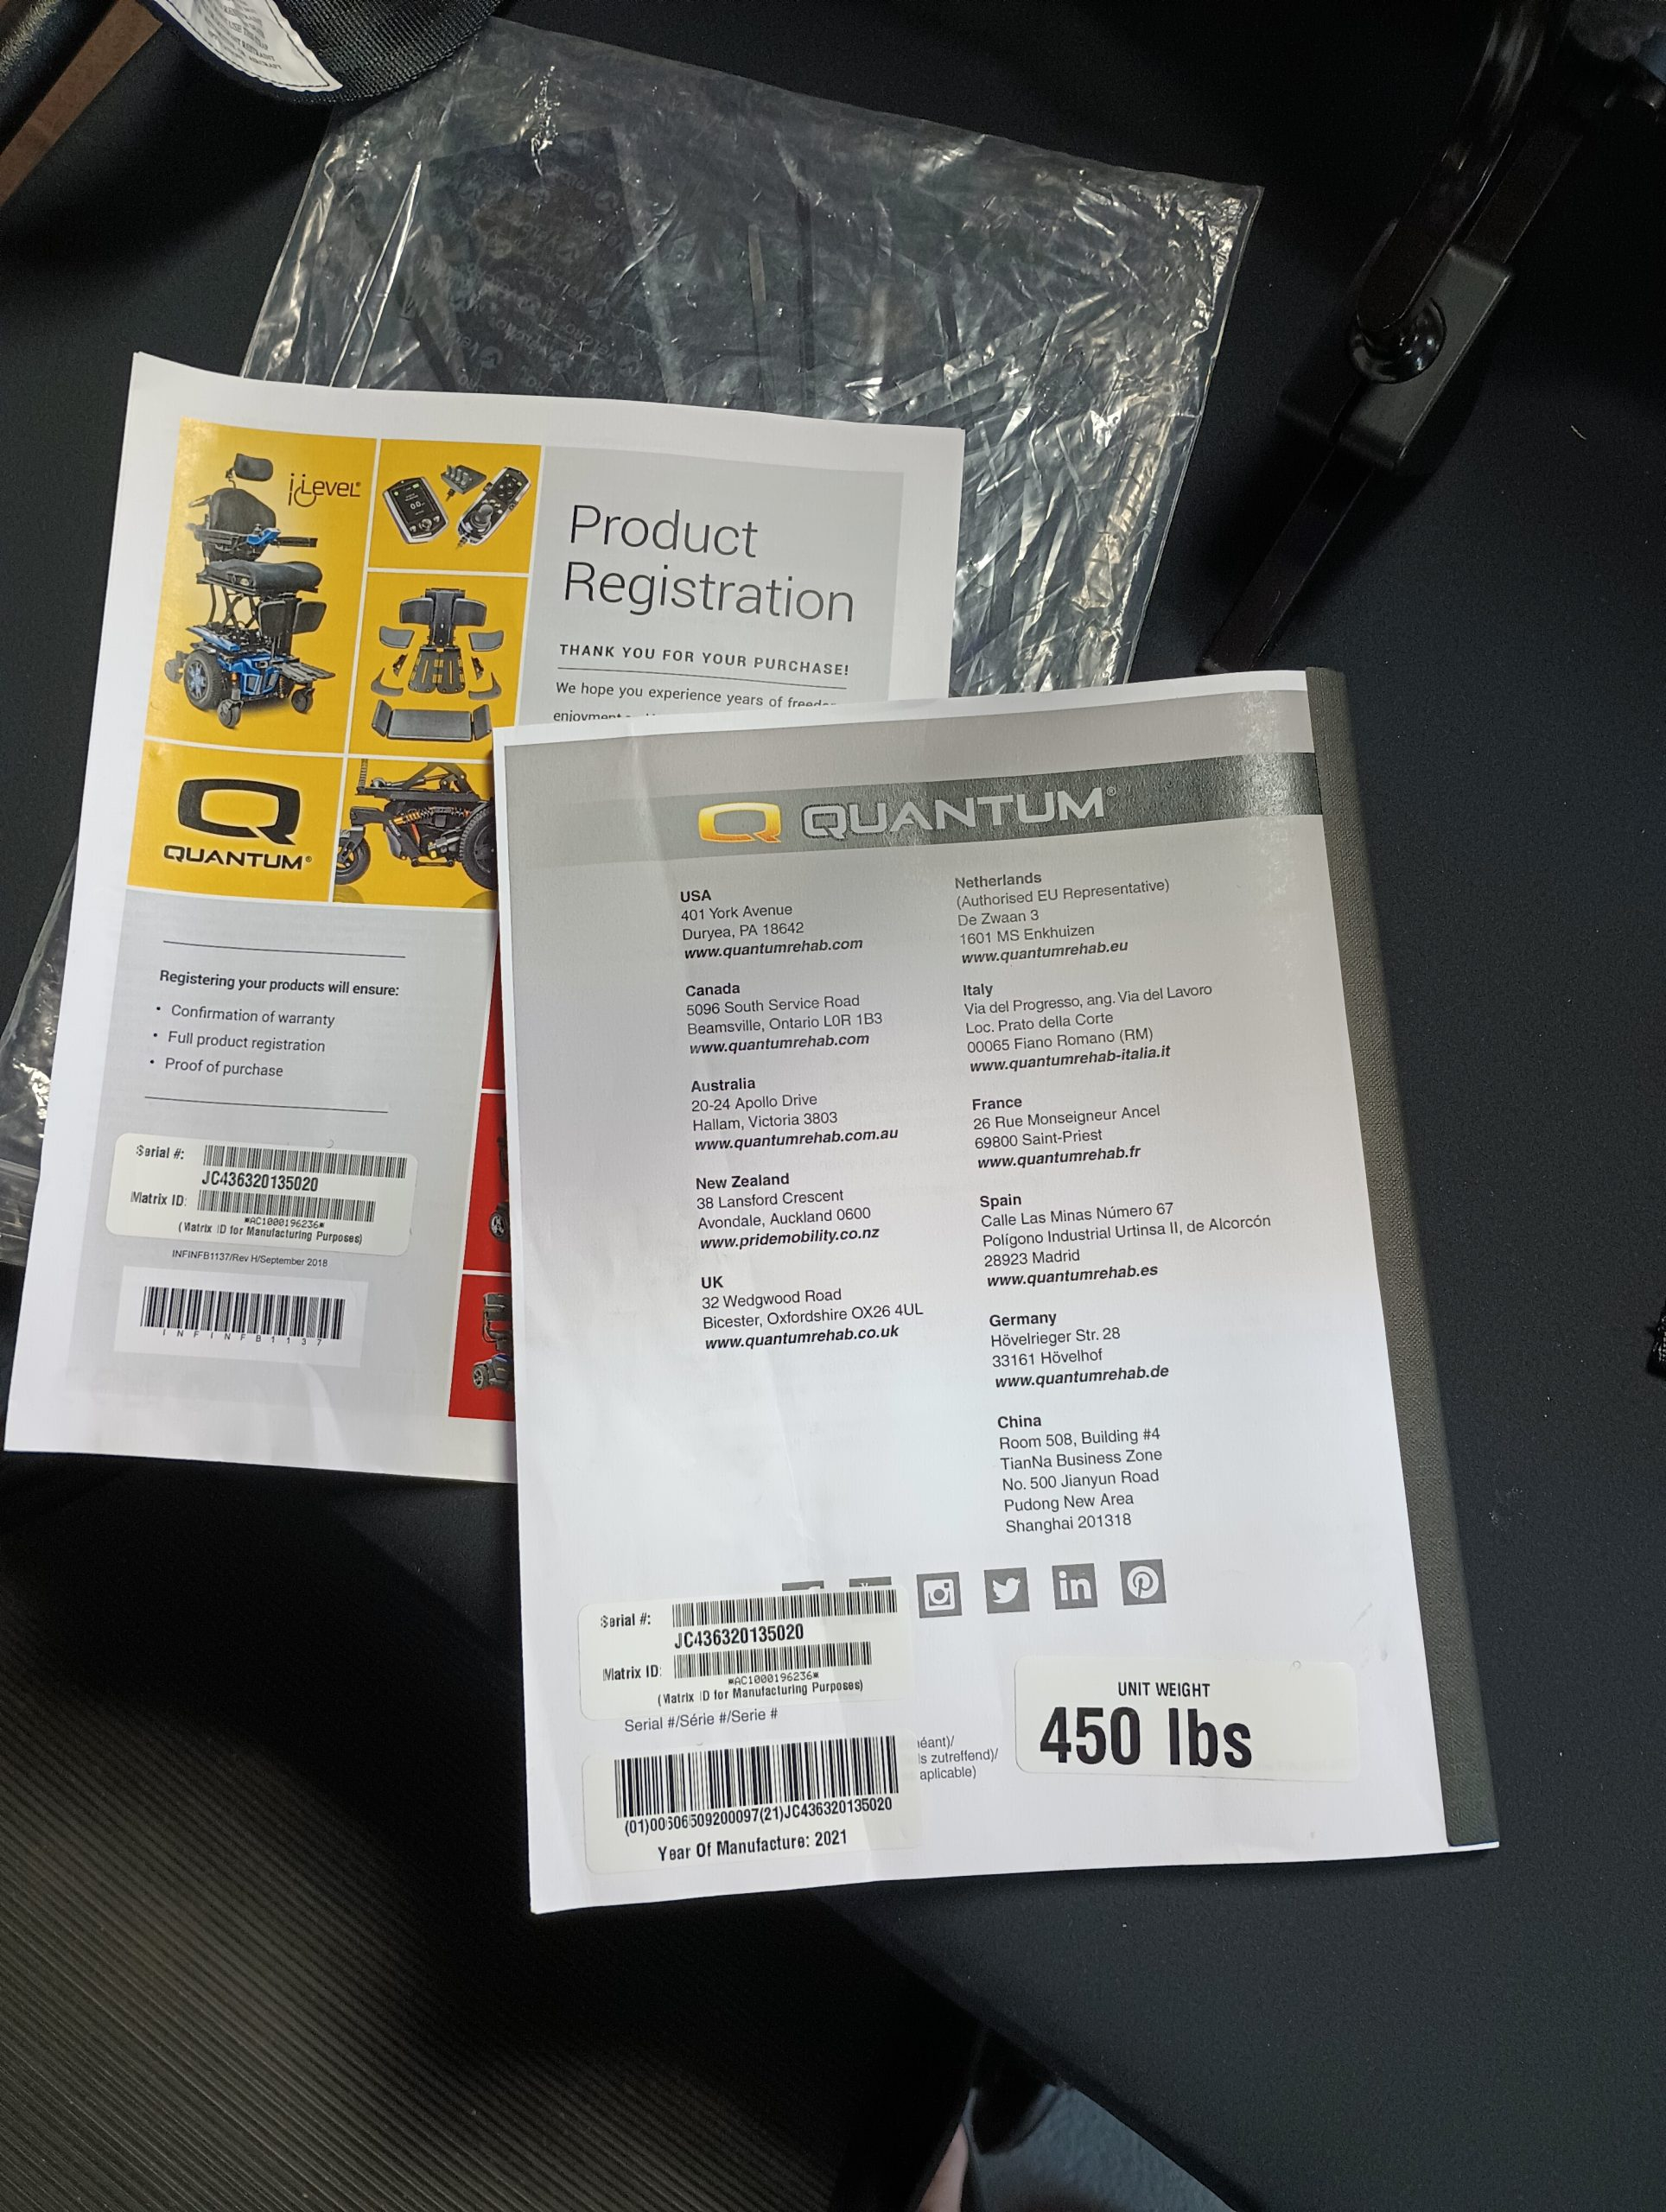 iLevel®
Product
Registration
THANK YOU FOR YOUR PURCHASE!
We hope you experience years of
QUANTUM®
Registering your products will ensure:
• Confirmation of warranty
• Full product registration
• Proof of purchase
Serial #:
JC436320135020
Matrix ID:
*AC1000196236*
(Matrix ID for Manufacturing Purposes)
INFINFB1137/Rev H/September 2018
INFINFB1137
QUANTUM®
USA
401 York Avenue
Duryea, PA 18642
www.quantumrehab.com
Canada
5096 South Service Road
Beamsville, Ontario L0R 1B3
www.quantumrehab.com
Australia
20-24 Apollo Drive
Hallam, Victoria 3803
www.quantumrehab.com.au
New Zealand
38 Lansford Crescent
Avondale, Auckland 0600
www.pridemobility.co.nz
UK
32 Wedgwood Road
Bicester, Oxfordshire OX26 4UL
www.quantumrehab.co.uk
Netherlands
(Authorised EU Representative)
De Zwaan 3
1601 MS Enkhuizen
www.quantumrehab.eu
Italy
Via del Progresso, ang. Via del Lavoro
Loc. Prato della Corte
00065 Fiano Romano (RM)
www.quantumrehab-italia.it
France
26 Rue Monseigneur Ancel
69800 Saint-Priest
www.quantumrehab.fr
Spain
Calle Las Minas Número 67
Polígono Industrial Urtinsa II, de Alcorcón
28923 Madrid
www.quantumrehab.es
Germany
Hövelrieger Str. 28
33161 Hövelhof
www.quantumrehab.de
China
Room 508, Building #4
TianNa Business Zone
No. 500 Jianyun Road
Pudong New Area
Shanghai 201318
in
Serial #:
JC436320135020
Matrix ID:
*AC1000196236*
(Matrix ID for Manufacturing Purposes)
Serial #/Série #/Serie #
éant)/
s zutreffend)/
aplicable)
(01)00606509200097(21)JC436320135020
Year Of Manufacture: 2021
UNIT WEIGHT
450 lbs